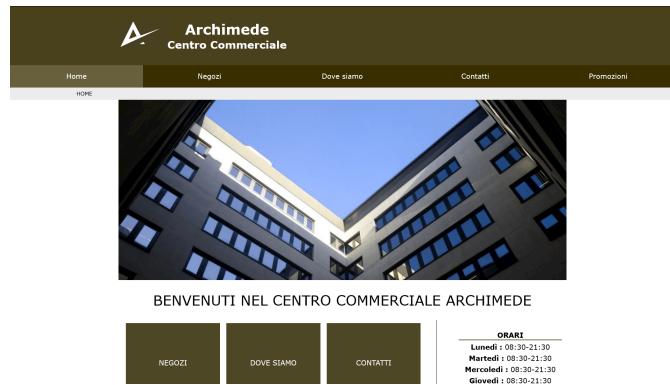 Archimede
Centro Commerciale
Home Negozi Dove siamo Contatti Promozioni
HOME
BENVENUTI NEL CENTRO COMMERCIALE ARCHIMEDE
NEGOZI DOVE SIAMO CONTATTI
ORARI
Lunedì : 08:30-21:30
Martedì : 08:30-21:30
Mercoledì : 08:30-21:30
Giovedì : 08:30-21:30